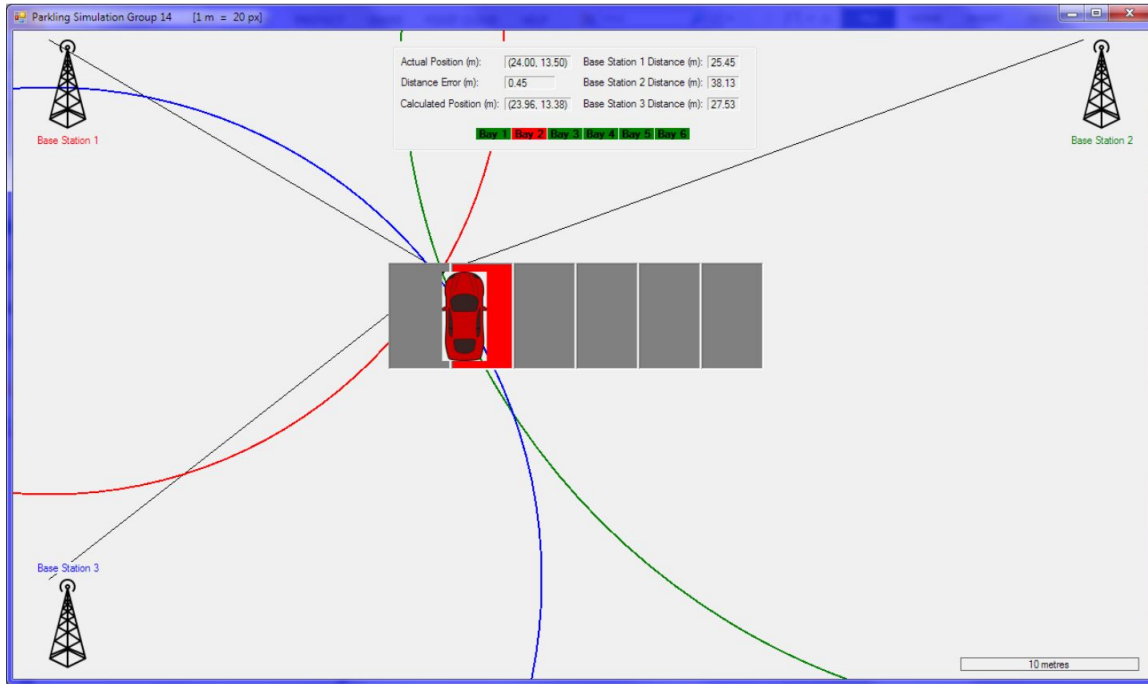 Parkling Simulation Group 14 [1 m = 20 px]
Actual Position (m): (24.00, 13.50) Base Station 1 Distance (m): 25.45
Distance Error (m): 0.45 Base Station 2 Distance (m): 38.13
Calculated Position (m): (23.96, 13.38) Base Station 3 Distance (m): 27.53
Bay 1 Bay 2 Bay 3 Bay 4 Bay 5 Bay 6
Base Station 1
Base Station 2
Base Station 3
10 metres